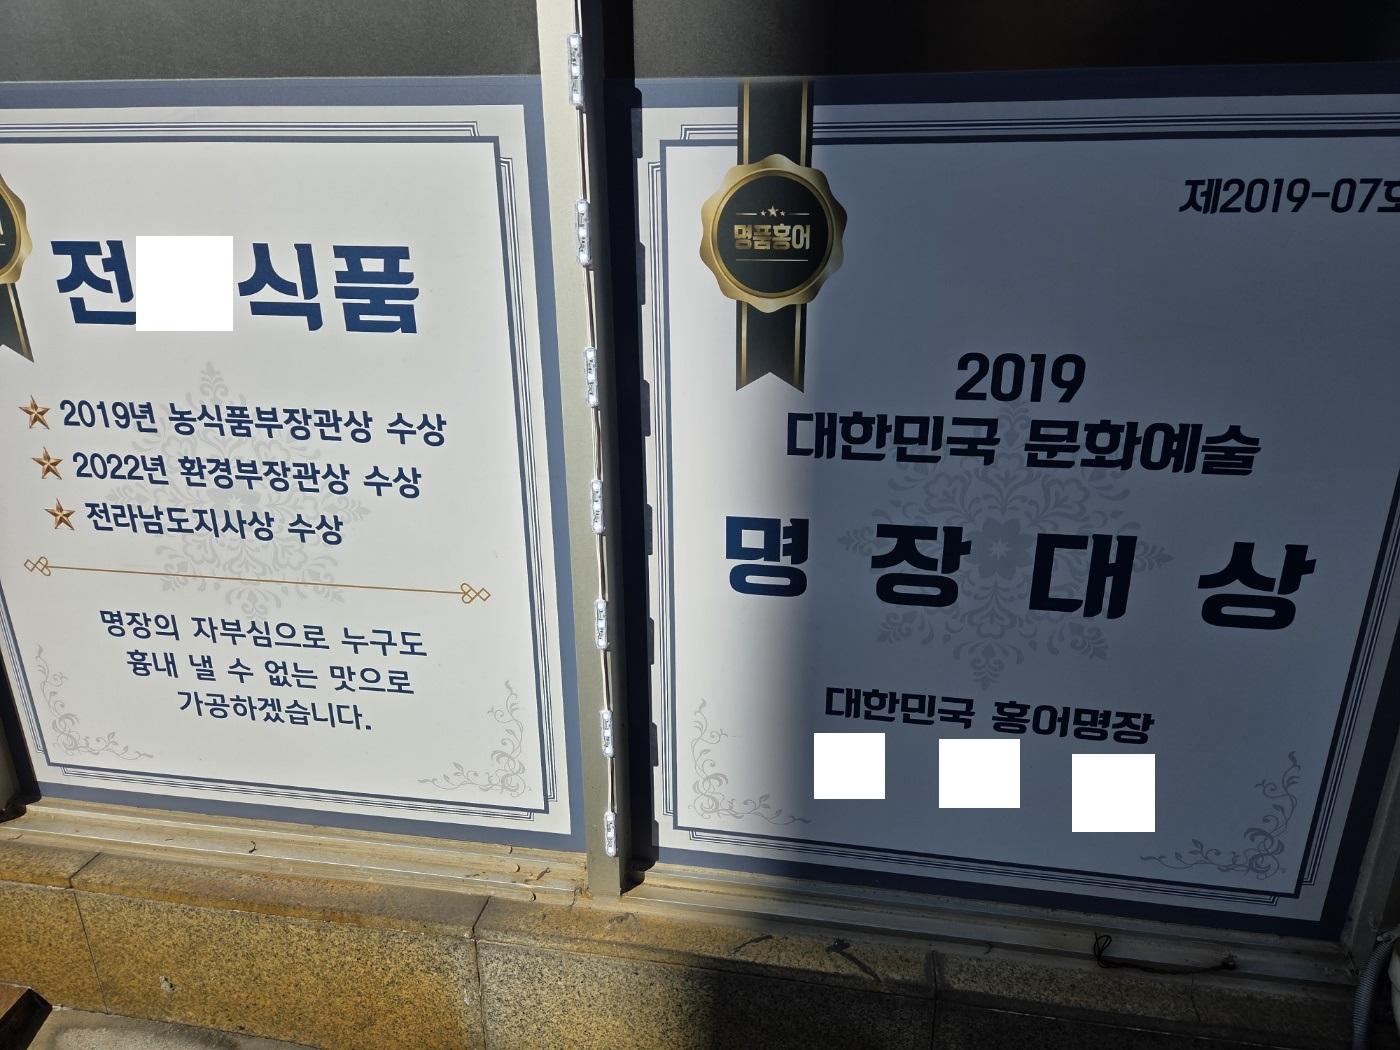 전 식품
2019년 농식품부장관상 수상
2022년 환경부장관상 수상
전라남도지사상 수상
명장의 자부심으로 누구도
흉내 낼 수 없는 맛으로
가공하겠습니다.
명품홍어
제2019-07호
2019
대한민국 문화예술
명장대상
대한민국 홍어명장